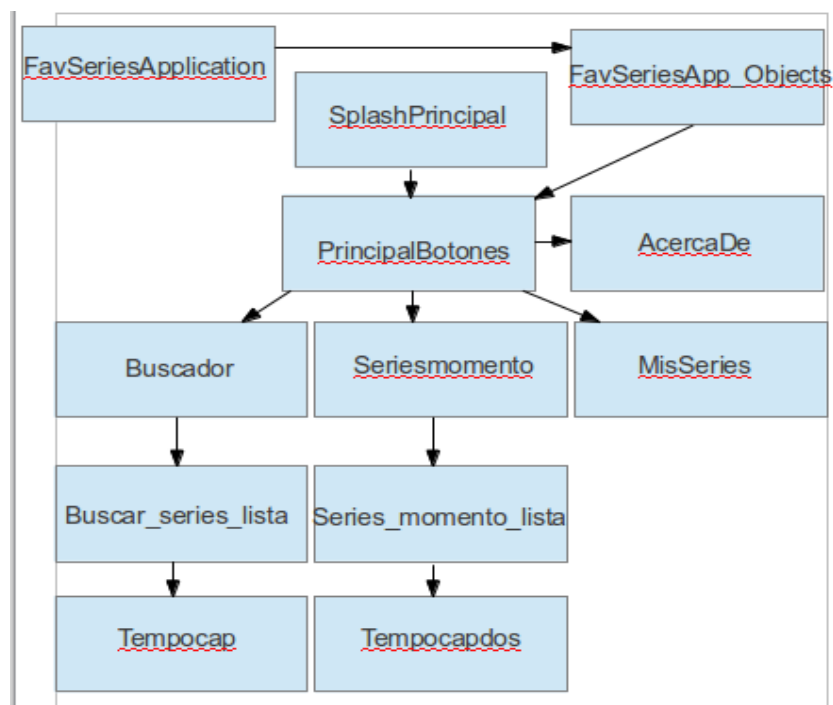 FavSeriesApplication
FavSeriesApp_Objects
SplashPrincipal
PrincipalBotones
AcercaDe
Buscador
Seriesmomento
MisSeries
Buscar_series_lista
Series_momento_lista
Tempocap
Tempocapdos